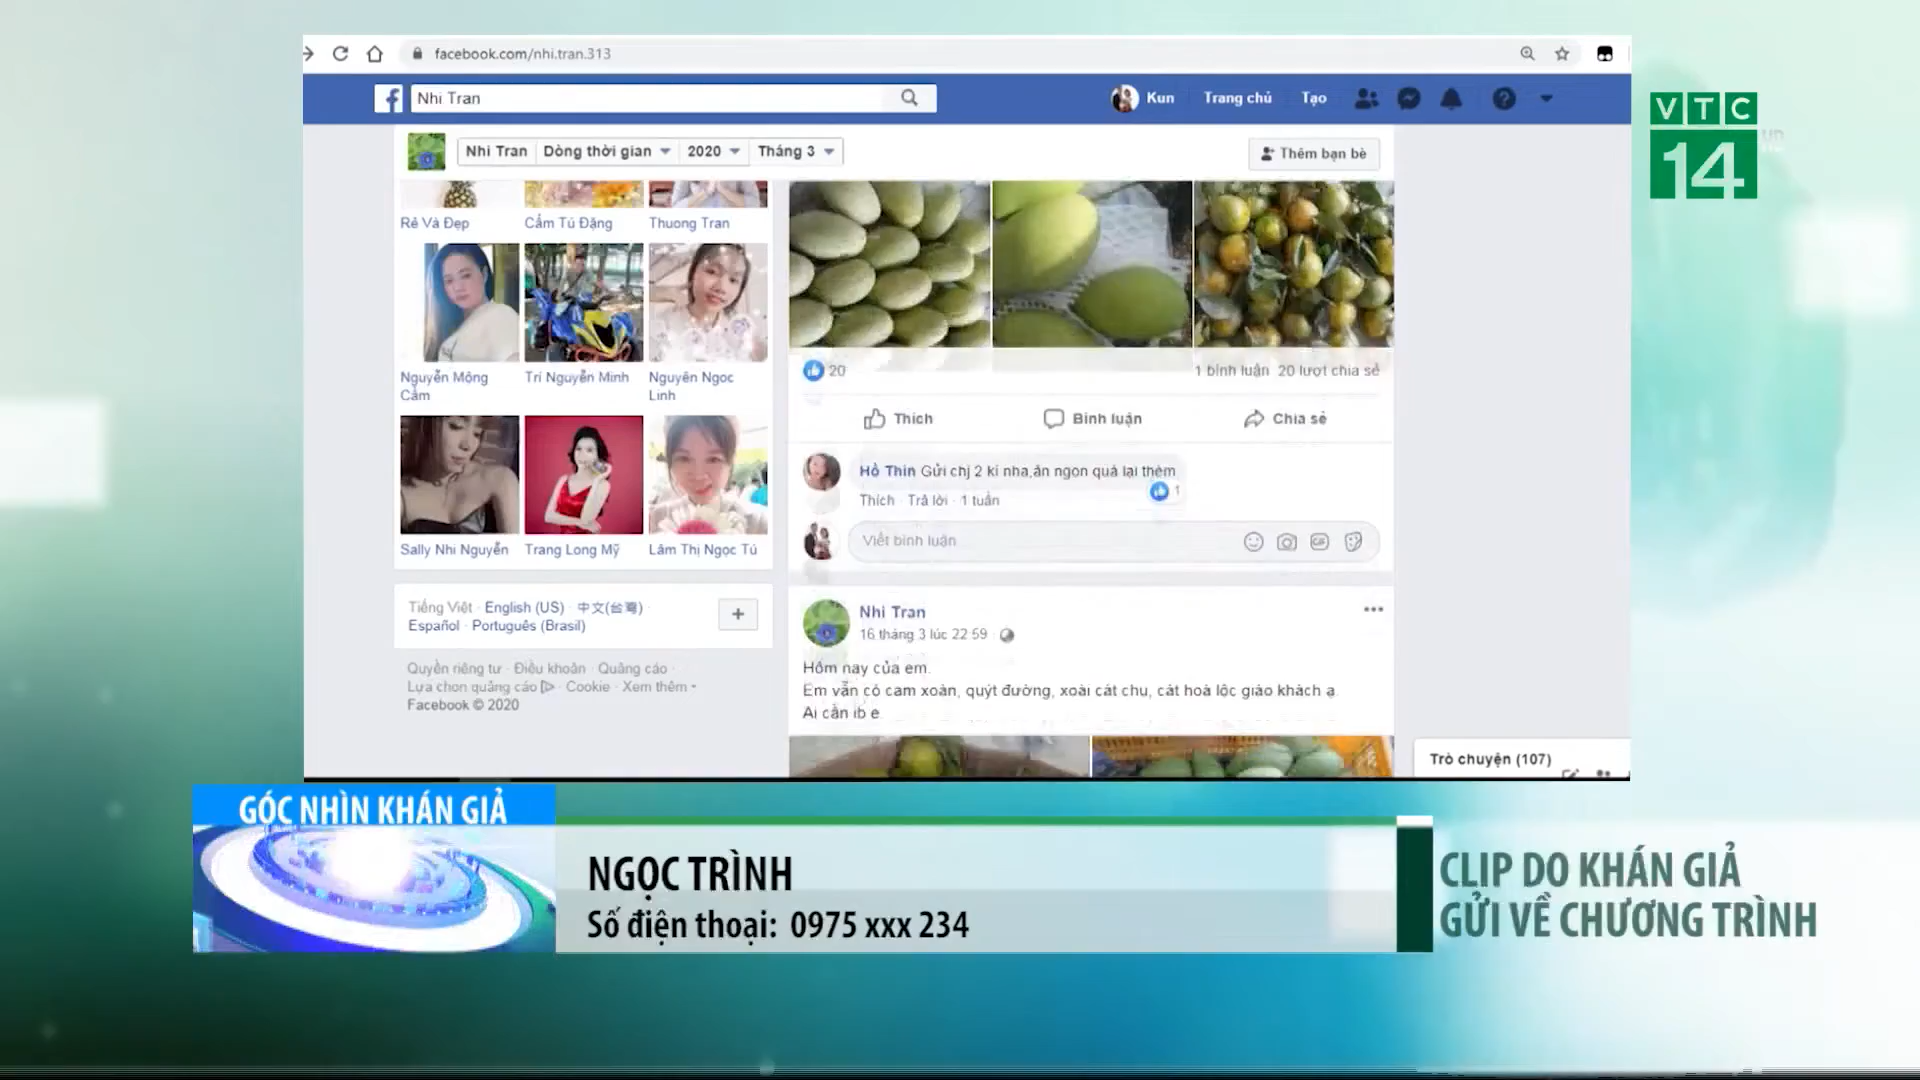 facebook.com/nhi.tran.313
Nhi Tran
Kun
Trang chủ
Tạo
VTC
14
HD
Nhi Tran
Dòng thời gian
2020
Tháng 3
Thêm bạn bè
Rẻ Và Đẹp
Cẩm Tú Đặng
Thuong Tran
Nguyễn Mộng
Cầm
Trí Nguyễn Minh
Nguyên Ngoc
Linh
Sally Nhi Nguyễn
Trang Long Mỹ
Lâm Thị Ngọc Tú
Tiếng Việt · English (US) · 中文(台灣) ·
Español · Português (Brasil)
Quyền riêng tư · Điều khoản · Quảng cáo ·
Lựa chọn quảng cáo · Cookie · Xem thêm
Facebook © 2020
20
1 bình luận 20 lượt chia sẻ
Thích
Bình luận
Chia sẻ
Hồ Thin Gửi chị 2 kí nha,ăn ngon quá lại thêm
1
Thích · Trả lời · 1 tuần
Viết bình luận
GIF
Nhi Tran
16 tháng 3 lúc 22:59
Hôm nay của em.
Em vẫn có cam xoàn, quýt đường, xoài cát chu, cát hoà lộc giao khách ạ.
Ai cần ib e
Trò chuyện (107)
GÓC NHÌN KHÁN GIẢ
NGỌC TRÌNH
Số điện thoại: 0975 xxx 234
CLIP DO KHÁN GIẢ
GỬI VỀ CHƯƠNG TRÌNH